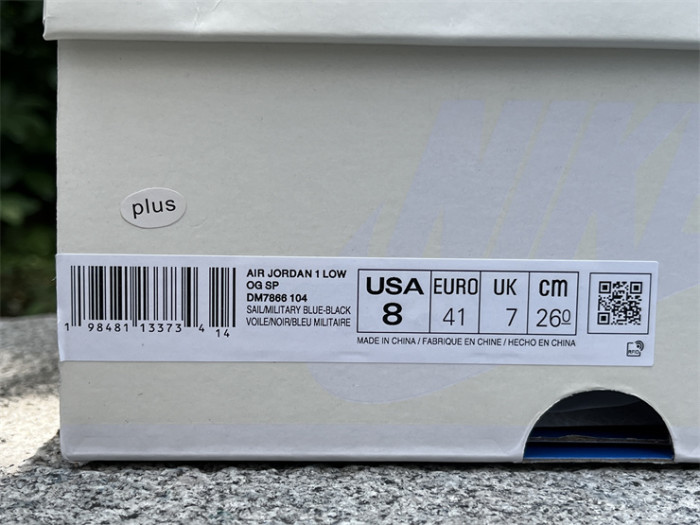 NIKE
plus
AIR JORDAN 1 LOW
OG SP
DM7866 104
SAIL/MILITARY BLUE-BLACK
VOILE/NOIR/BLEU MILITAIRE
1 98481 13373 4 14
USA EURO UK cm
8 41 7 260
MADE IN CHINA / FABRIQUE EN CHINE / HECHO EN CHINA